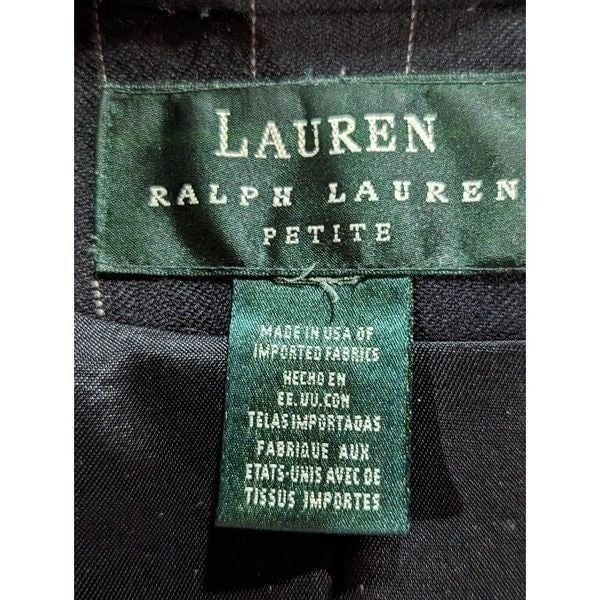 LAUREN
RALPH LAUREN
PETITE
MADE IN USA OF
IMPORTED FABRICS
HECHO EN
EE.UU.CON
TELAS IMPORTADAS
FABRIQUE AUX
ETATS-UNIS AVEC DE
TISSUS IMPORTES